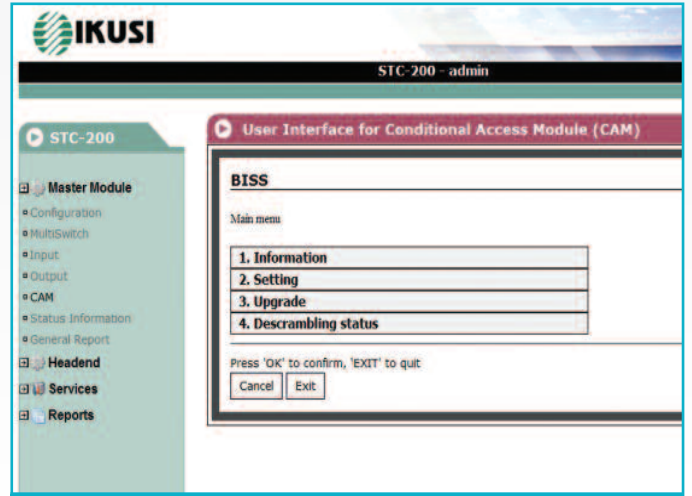 IKUSI
STC-200 - admin
STC-200
Master Module
Configuration
MultiSwitch
Input
Output
CAM
Status Information
General Report
Headend
Services
Reports
User Interface for Conditional Access Module (CAM)
BISS
Main menu
1. Information
2. Setting
3. Upgrade
4. Descrambling status
Press 'OK' to confirm, 'EXIT' to quit
Cancel Exit